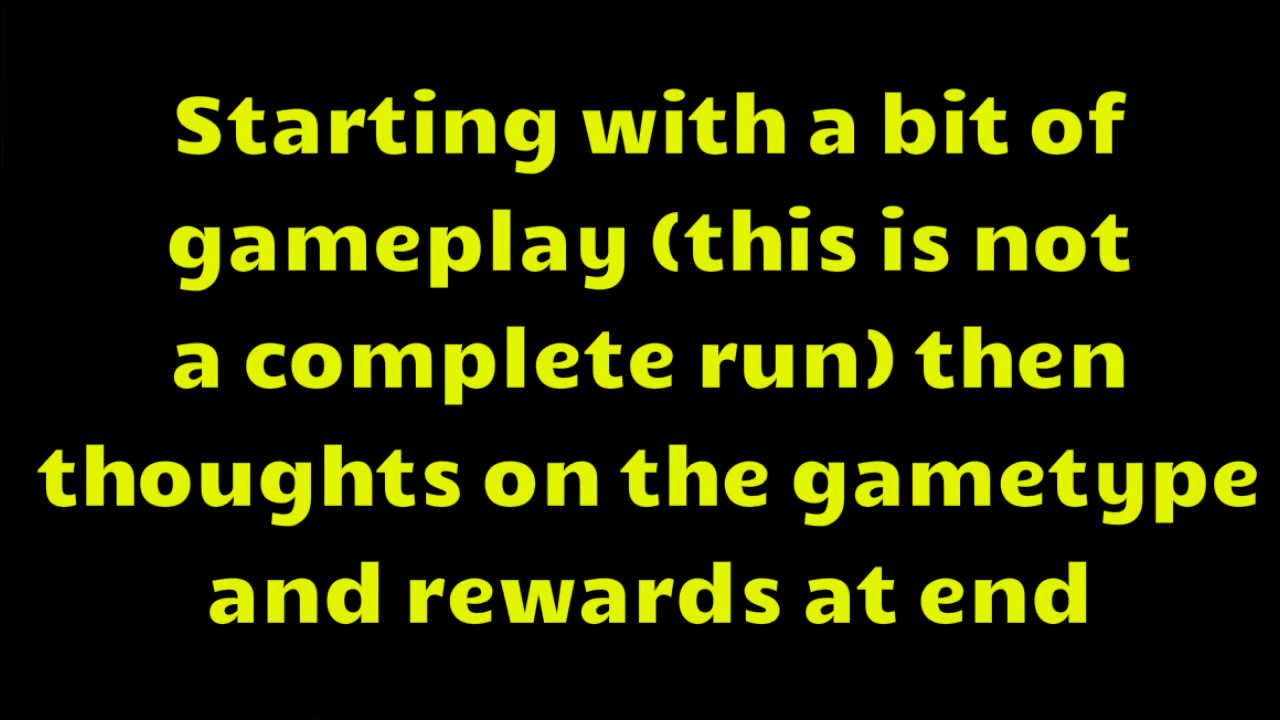 Starting with a bit of
gameplay (this is not
a complete run) then
thoughts on the gametype
and rewards at end